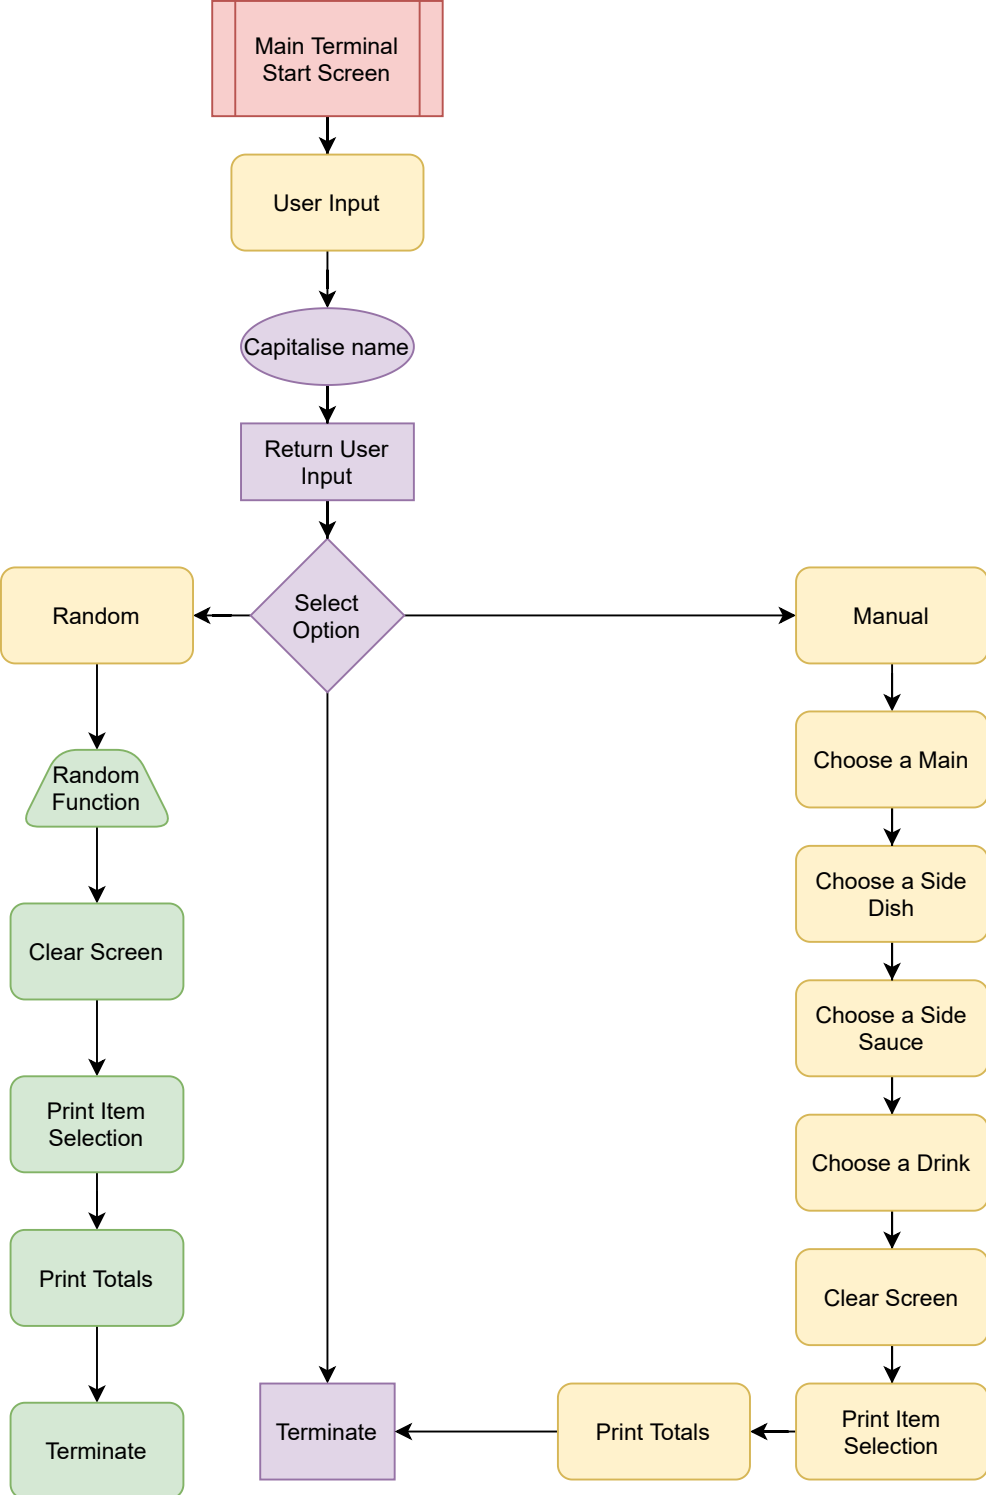 Main Terminal
Start Screen
User Input
Capitalise name
Return User
Input
Select
Option
Random
Manual
Random
Function
Choose a Main
Choose a Side
Dish
Clear Screen
Choose a Side
Sauce
Print Item
Selection
Choose a Drink
Print Totals
Clear Screen
Terminate
Terminate
Print Totals
Print Item
Selection